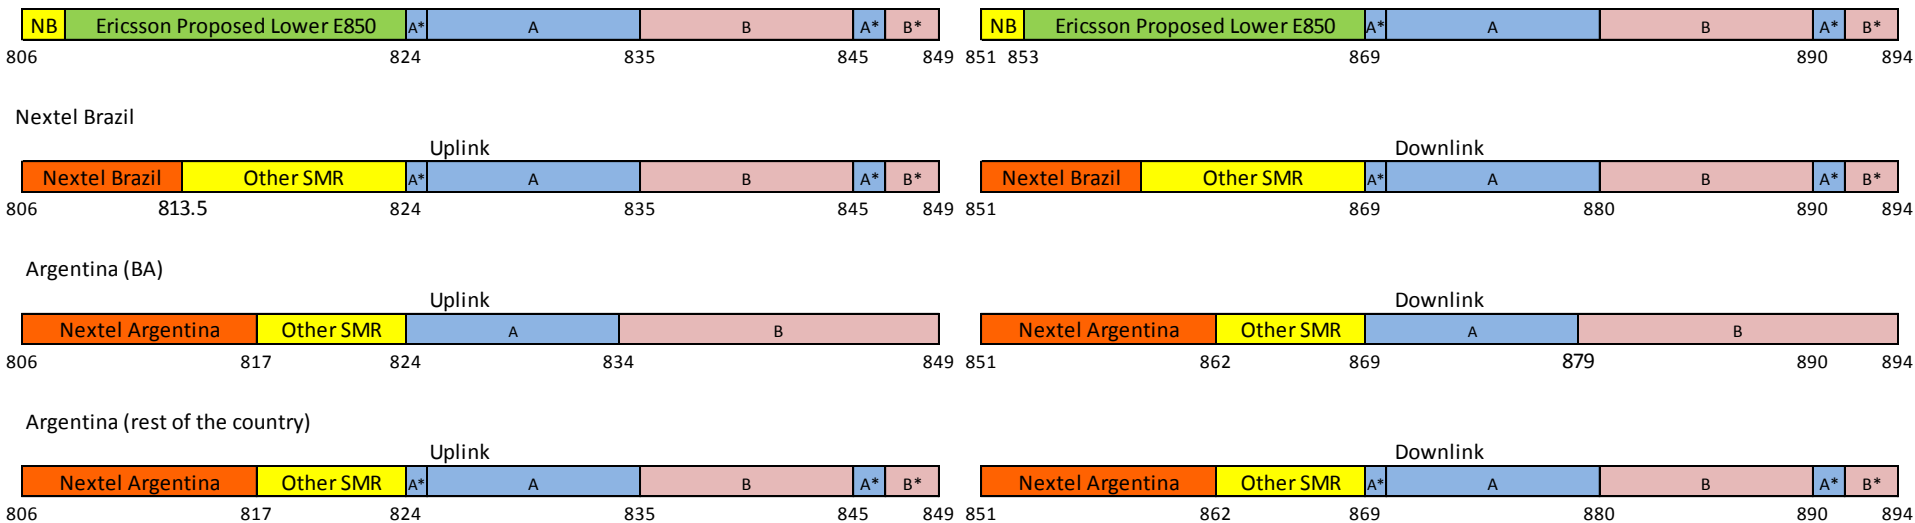 NB Ericsson Proposed Lower E850 A* A B A* B* NB Ericsson Proposed Lower E850 A* A B A* B*
806 824 835 845 849 851 853 869 890 894
Nextel Brazil
Uplink Downlink
Nextel Brazil Other SMR A* A B A* B* Nextel Brazil Other SMR A* A B A* B*
806 813.5 824 835 845 849 851 869 880 890 894
Argentina (BA)
Uplink Downlink
Nextel Argentina Other SMR A B Nextel Argentina Other SMR A B
806 817 824 834 849 851 862 869 879 890 894
Argentina (rest of the country)
Uplink Downlink
Nextel Argentina Other SMR A* A B A* B* Nextel Argentina Other SMR A* A B A* B*
806 817 824 835 845 849 851 862 869 880 890 894